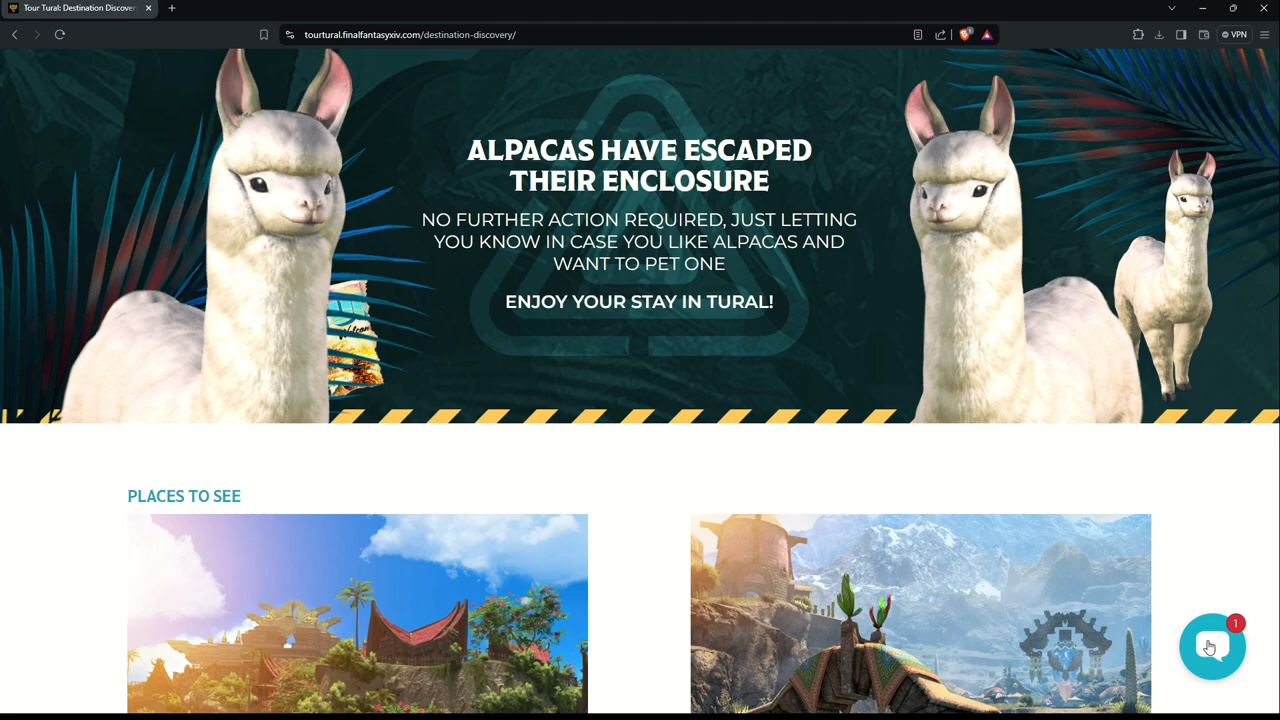 Tour Tural: Destination Discover
tourtural.finalfantasyxiv.com/destination-discovery/
VPN
ALPACAS HAVE ESCAPED
THEIR ENCLOSURE
NO FURTHER ACTION REQUIRED, JUST LETTING
YOU KNOW IN CASE YOU LIKE ALPACAS AND
WANT TO PET ONE
ENJOY YOUR STAY IN TURAL!
Welcome
PLACES TO SEE
1